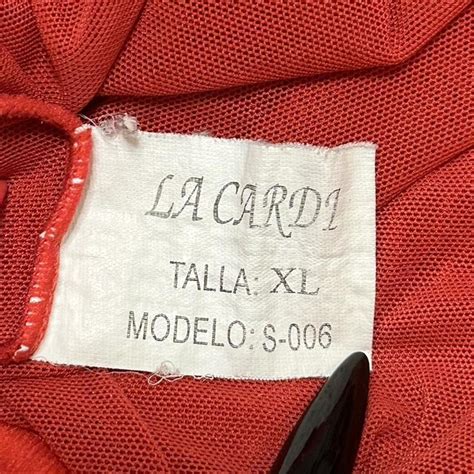 LA CARDI
TALLA: XL
MODELO: S-006